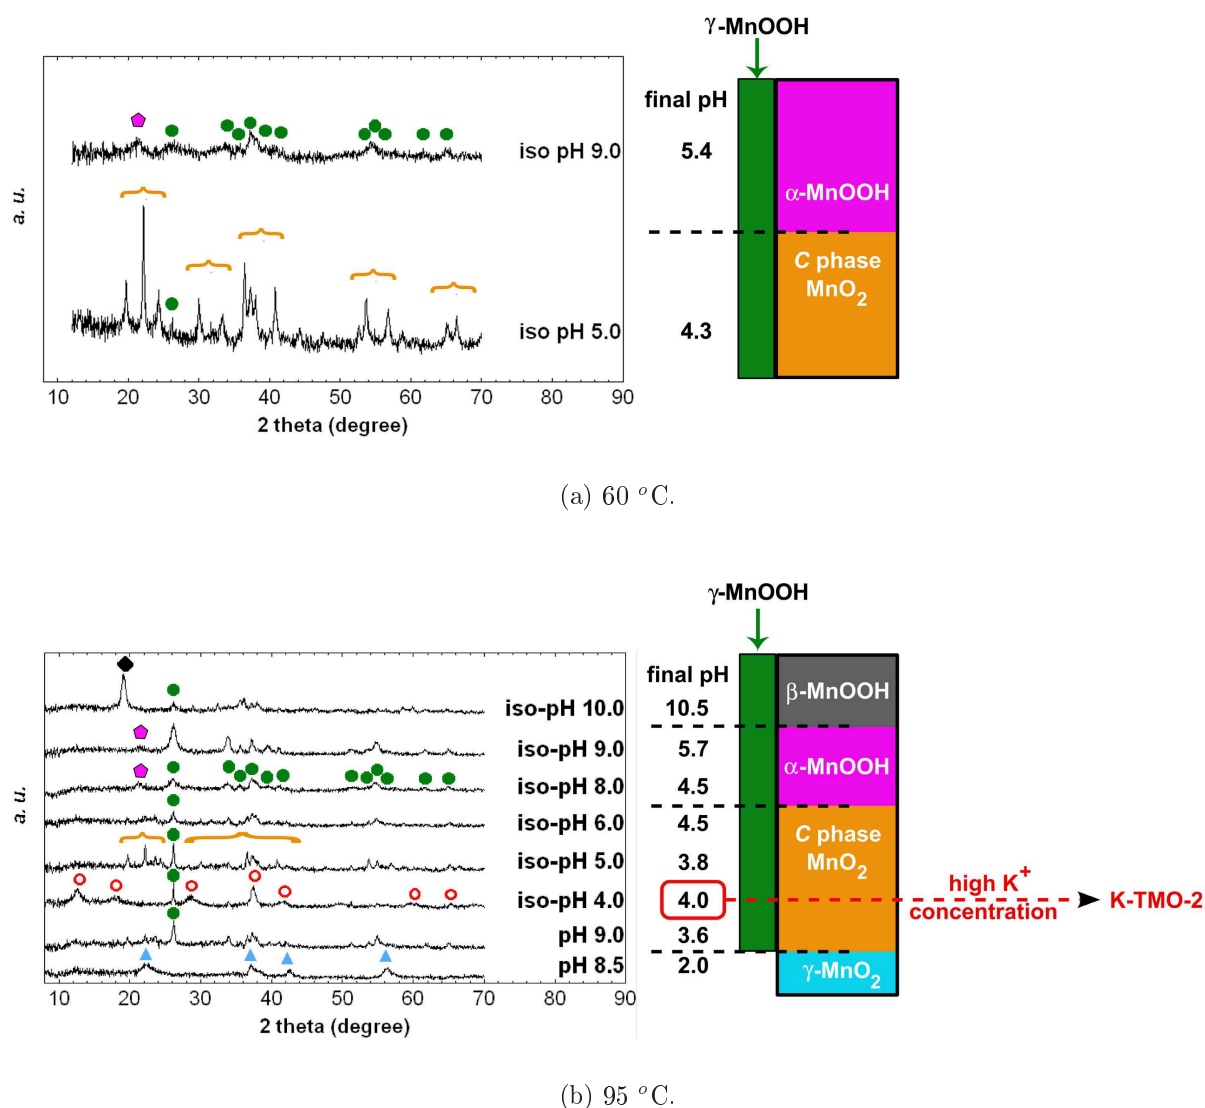 γ-MnOOH
final pH
iso pH 9.0
5.4
α-MnOOH
a. u.
C phase
MnO2
iso pH 5.0
4.3
10 20 30 40 50 60 70 80 90
2 theta (degree)
(a) 60 °C.
γ-MnOOH
final pH
β-MnOOH
iso-pH 10.0
10.5
iso-pH 9.0
5.7
α-MnOOH
iso-pH 8.0
4.5
a. u.
iso-pH 6.0
4.5
C phase
MnO2
iso-pH 5.0
3.8
iso-pH 4.0
4.0
high K+
concentration
K-TMO-2
pH 9.0
3.6
pH 8.5
2.0
γ-MnO2
10 20 30 40 50 60 70 80 90
2 theta (degree)
(b) 95 °C.